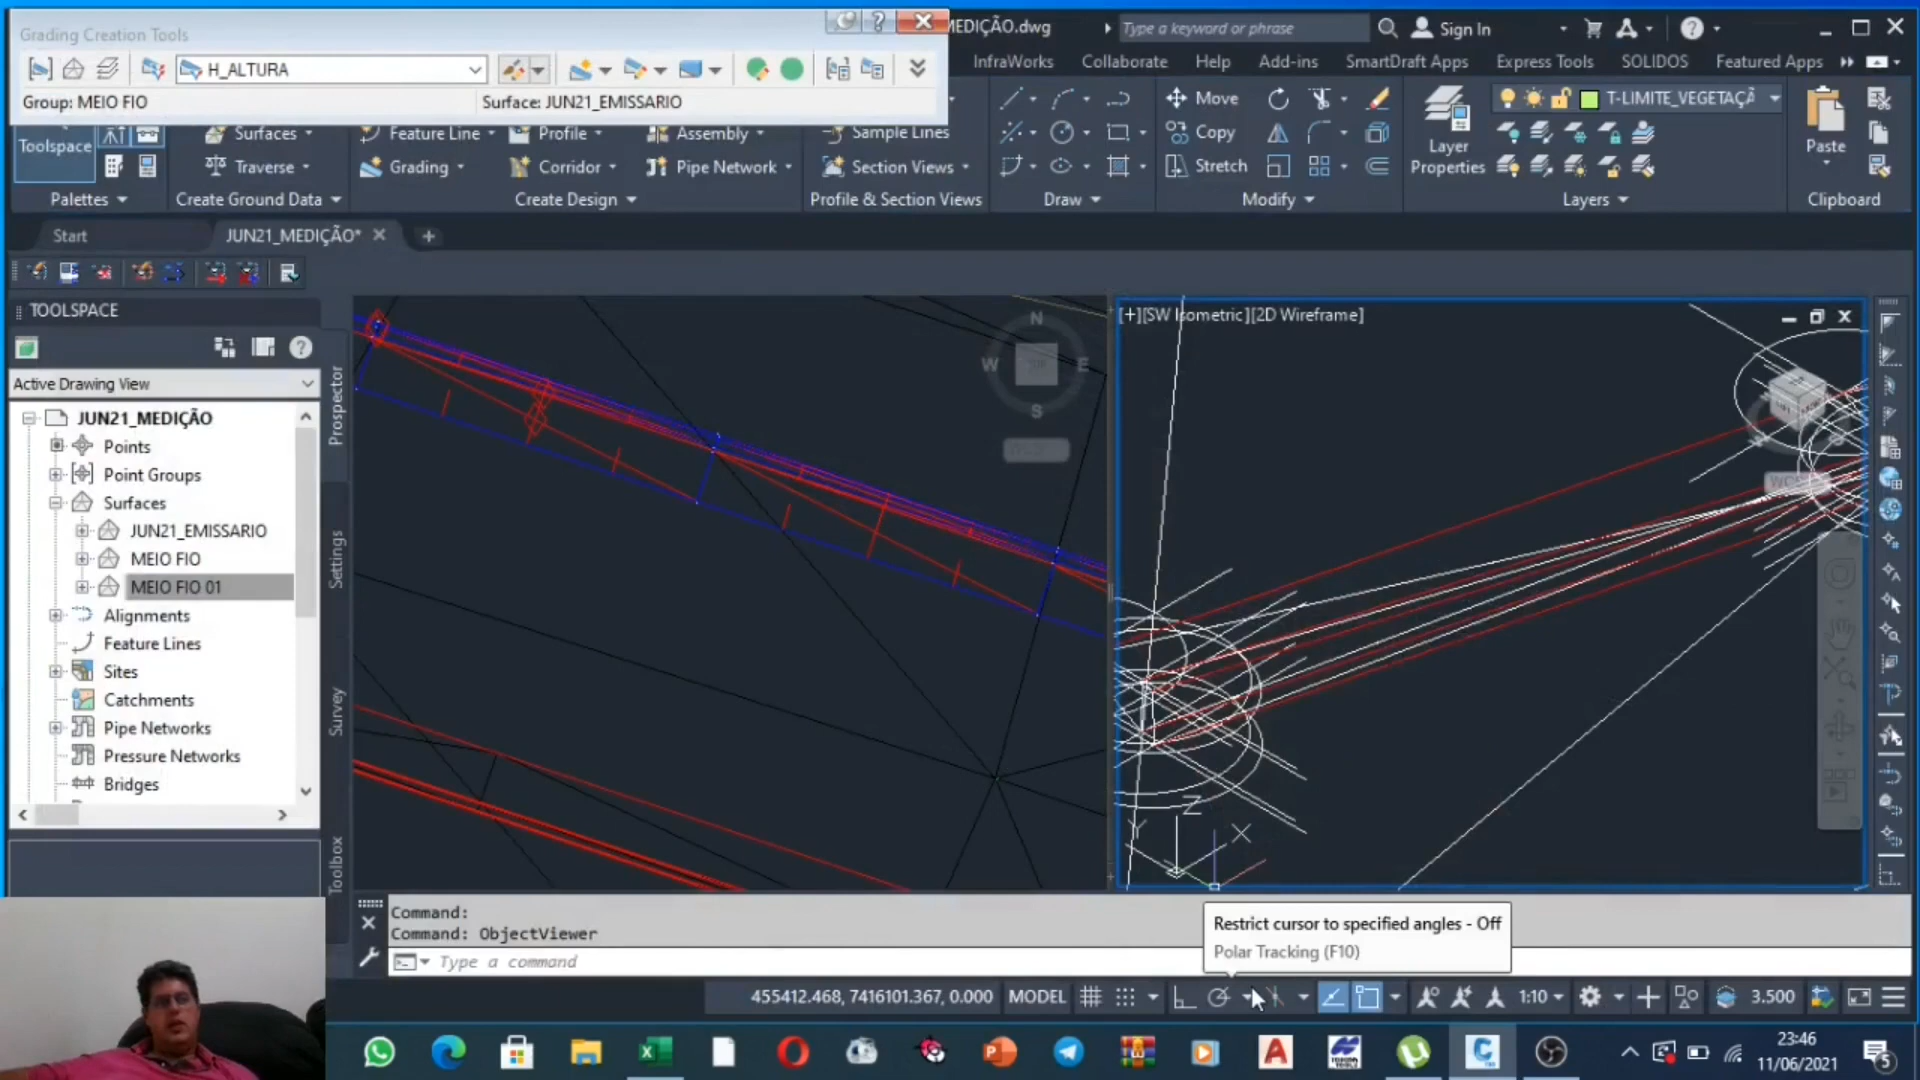 Grading Creation Tools
MEDIÇÃO.dwg
Type a keyword or phrase
Sign In
H_ALTURA
InfraWorks
Collaborate
Help
Add-ins
SmartDraft Apps
Express Tools
SOLIDOS
Featured Apps
Group: MEIO FIO
Surface: JUN21_EMISSARIO
Move
T-LIMITE_VEGETAÇÃ
Toolspace
Surfaces
Feature Line
Profile
Assembly
Sample Lines
Copy
Traverse
Grading
Corridor
Pipe Network
Section Views
Stretch
Layer
Properties
Paste
Palettes
Create Ground Data
Create Design
Profile & Section Views
Draw
Modify
Layers
Clipboard
Start
JUN21_MEDIÇÃO*
TOOLSPACE
[+][SW Isometric][2D Wireframe]
Active Drawing View
JUN21_MEDIÇÃO
Points
Point Groups
Surfaces
JUN21_EMISSARIO
MEIO FIO
MEIO FIO 01
Alignments
Feature Lines
Sites
Catchments
Pipe Networks
Pressure Networks
Bridges
Prospector
Settings
Survey
Toolbox
N
W
E
S
Z
Y
X
Command:
Command: ObjectViewer
Type a command
Restrict cursor to specified angles - Off
Polar Tracking (F10)
455412.468, 7416101.367, 0.000
MODEL
1:10
3.500
23:46
11/06/2021
5